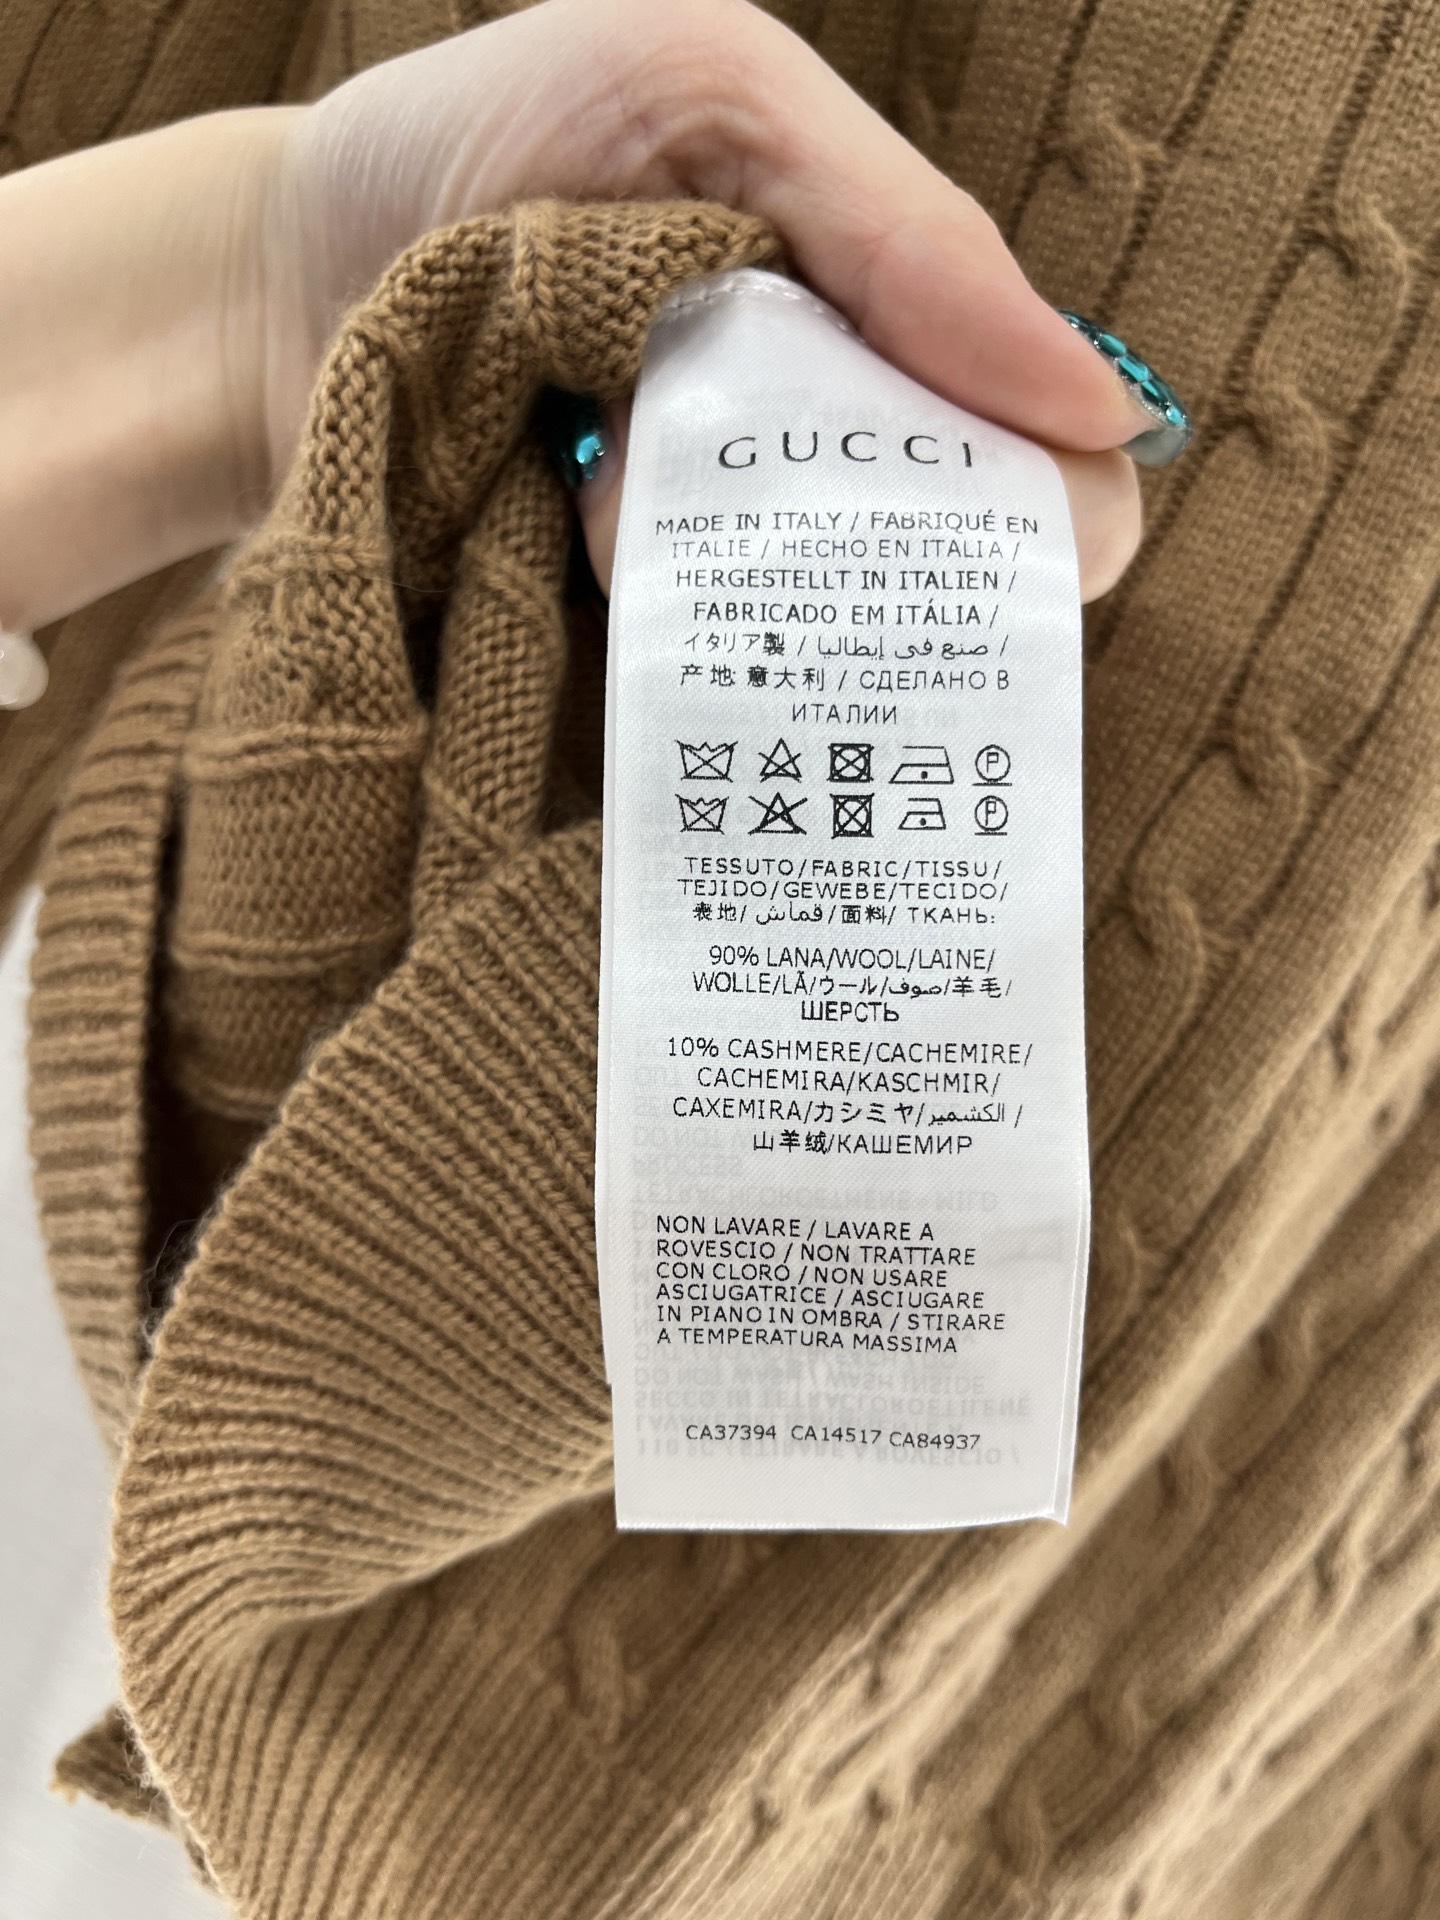 GUCCI
MADE IN ITALY / FABRIQUÉ EN
ITALIE / HECHO EN ITALIA /
HERGESTELLT IN ITALIEN /
FABRICADO EM ITÁLIA /
イタリア製 / صنع في إيطاليا /
产地 意大利 / СДЕЛАНО В
ИТАЛИИ
P
P
TESSUTO/FABRIC/TISSU/
TEJIDO/GEWEBE/TECIDO/
表地/ قماش/面料/ ТКАНЬ:
90% LANA/WOOL/LAINE/
WOLLE/LÃ/ウール/صوف/羊毛/
ШЕРСТЬ
10% CASHMERE/CACHEMIRE/
CACHEMIRA/KASCHMIR/
CAXEMIRA/カシミヤ/الكشمير /
山羊绒/КАШЕМИР
NON LAVARE / LAVARE A
ROVESCIO / NON TRATTARE
CON CLORO / NON USARE
ASCIUGATRICE / ASCIUGARE
IN PIANO IN OMBRA / STIRARE
A TEMPERATURA MASSIMA
CA37394 CA14517 CA84937